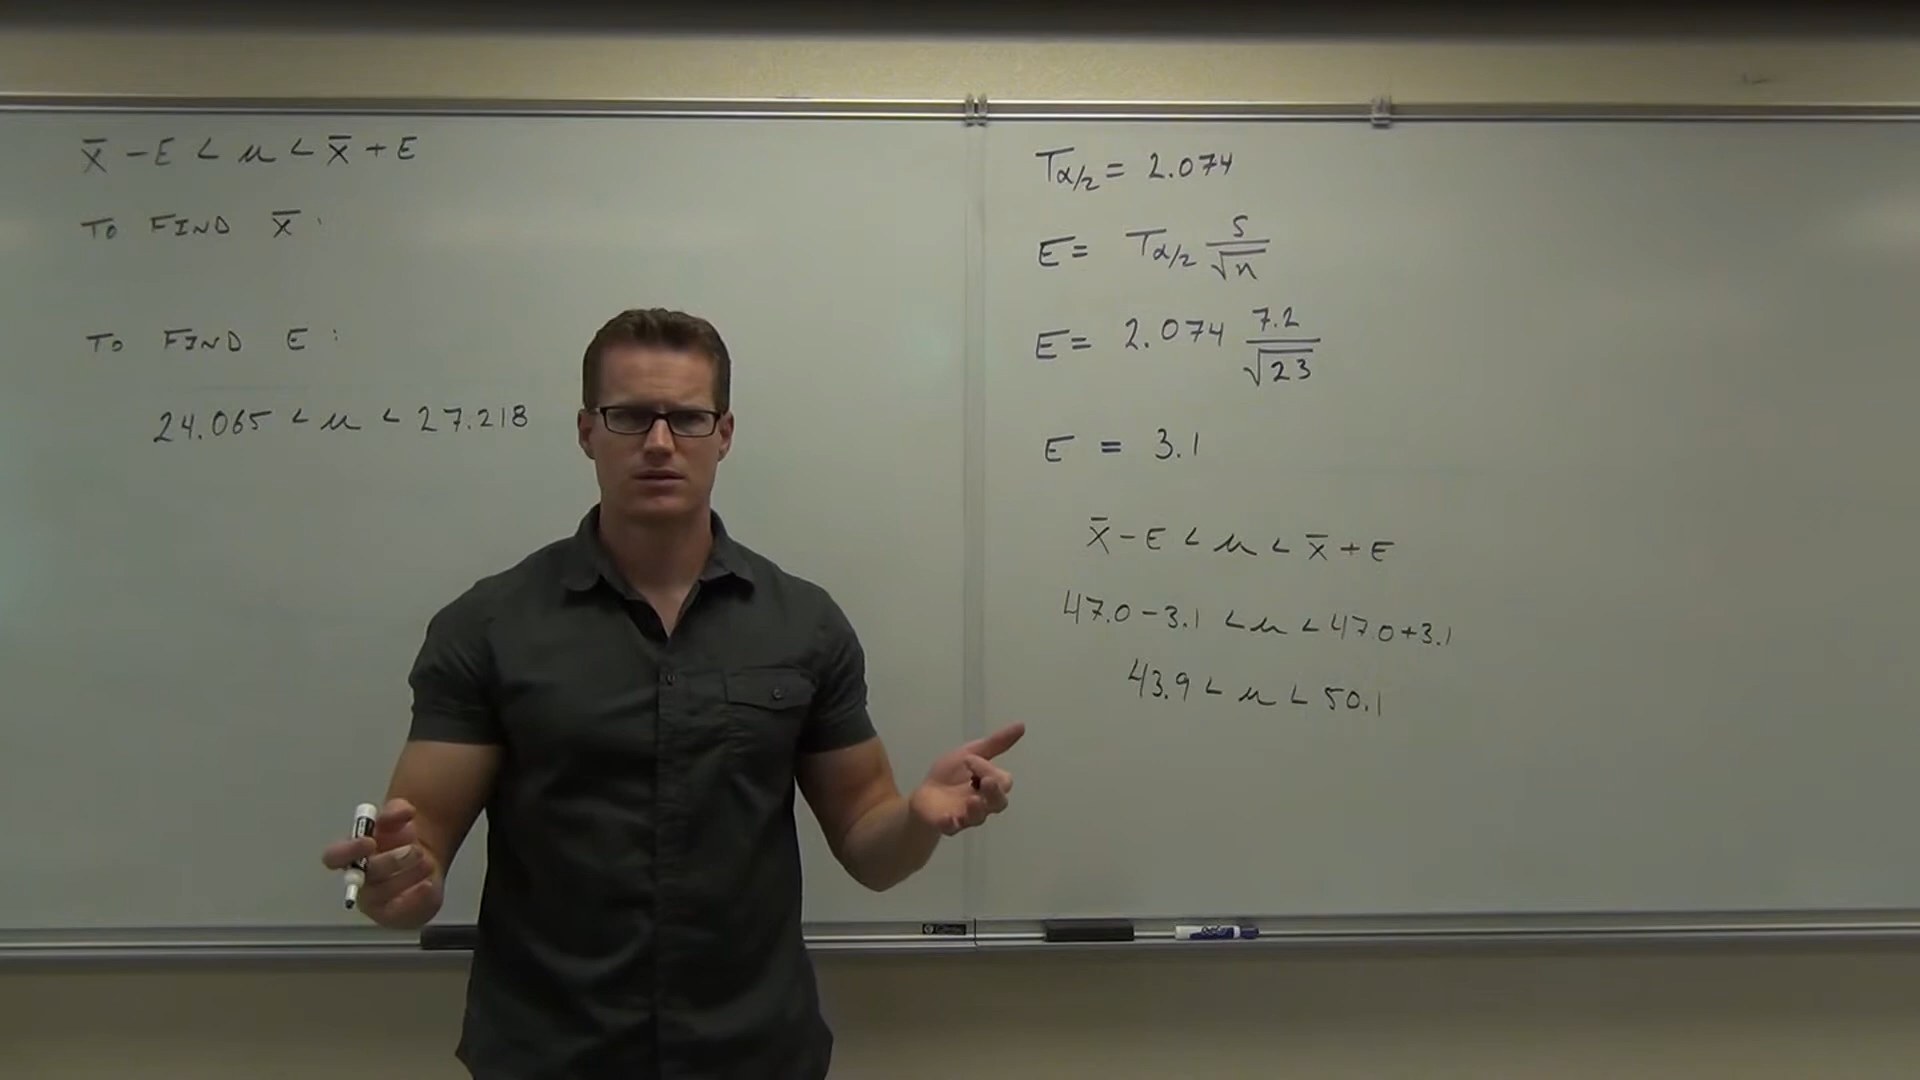 x̄ - E < μ < x̄ + E
TO FIND x̄ :
TO FIND E :
24.065 < μ < 27.218
Tα/2 = 2.074
E = Tα/2 s/√n
E = 2.074 7.2/√23
E = 3.1
x̄ - E < μ < x̄ + E
47.0 - 3.1 < μ < 47.0 + 3.1
43.9 < μ < 50.1